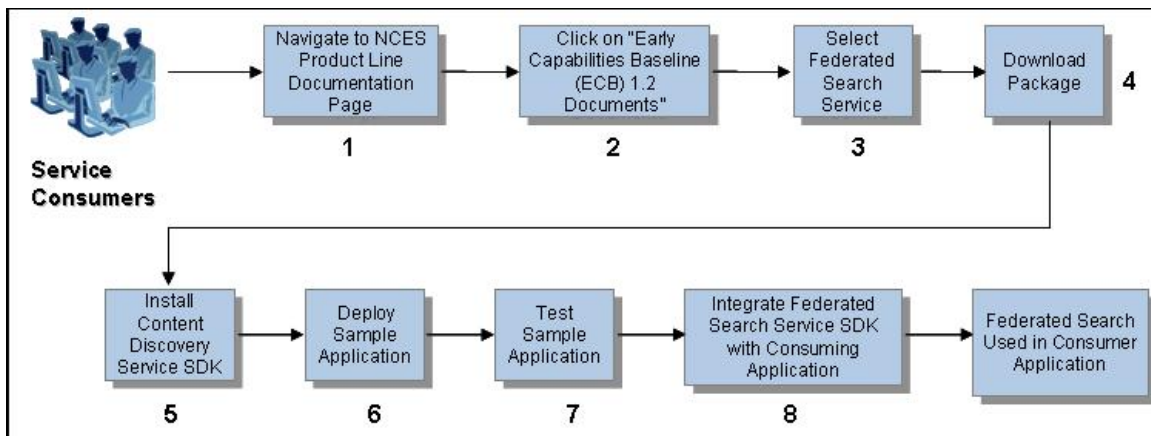 Navigate to NCES
Product Line
Documentation
Page
1
Click on "Early
Capabilities Baseline
(ECB) 1.2
Documents"
2
Select
Federated
Search
Service
3
Download
Package
4
Service
Consumers
Install
Content
Discovery
Service SDK
5
Deploy
Sample
Application
6
Test
Sample
Application
7
Integrate Federated
Search Service SDK
with Consuming
Application
8
Federated Search
Used in Consumer
Application